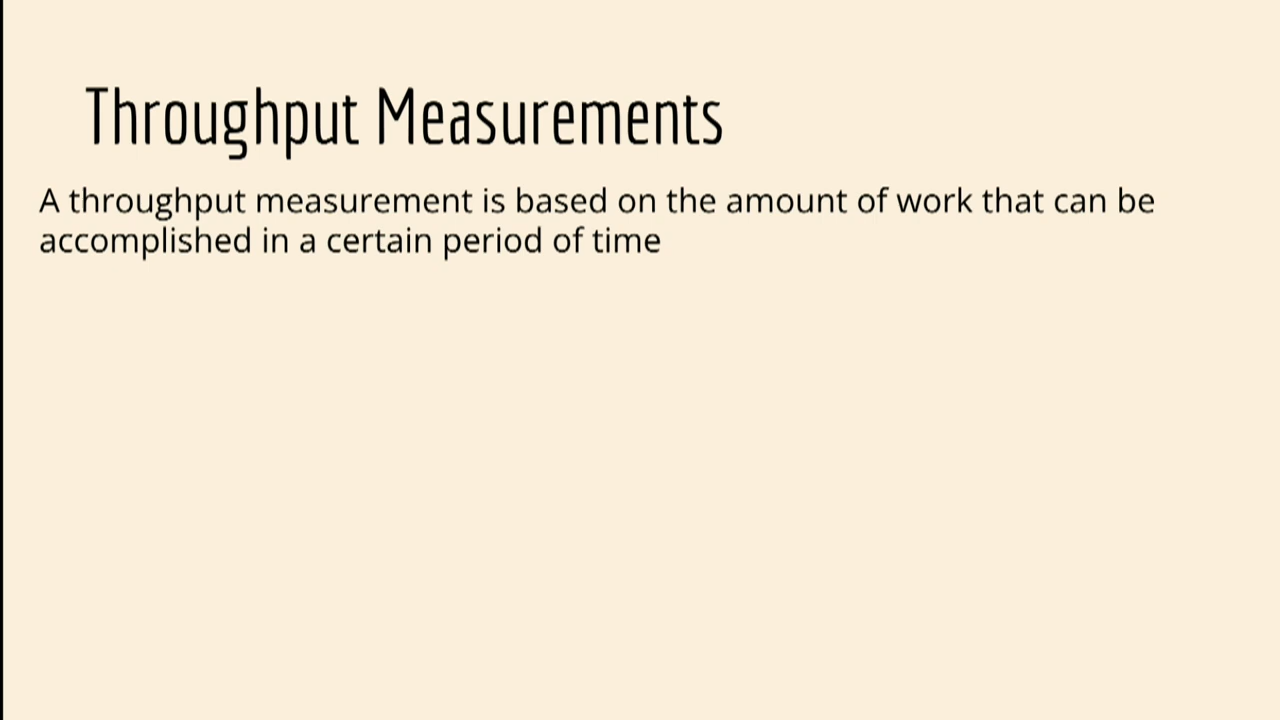 Throughput Measurements
A throughput measurement is based on the amount of work that can be
accomplished in a certain period of time